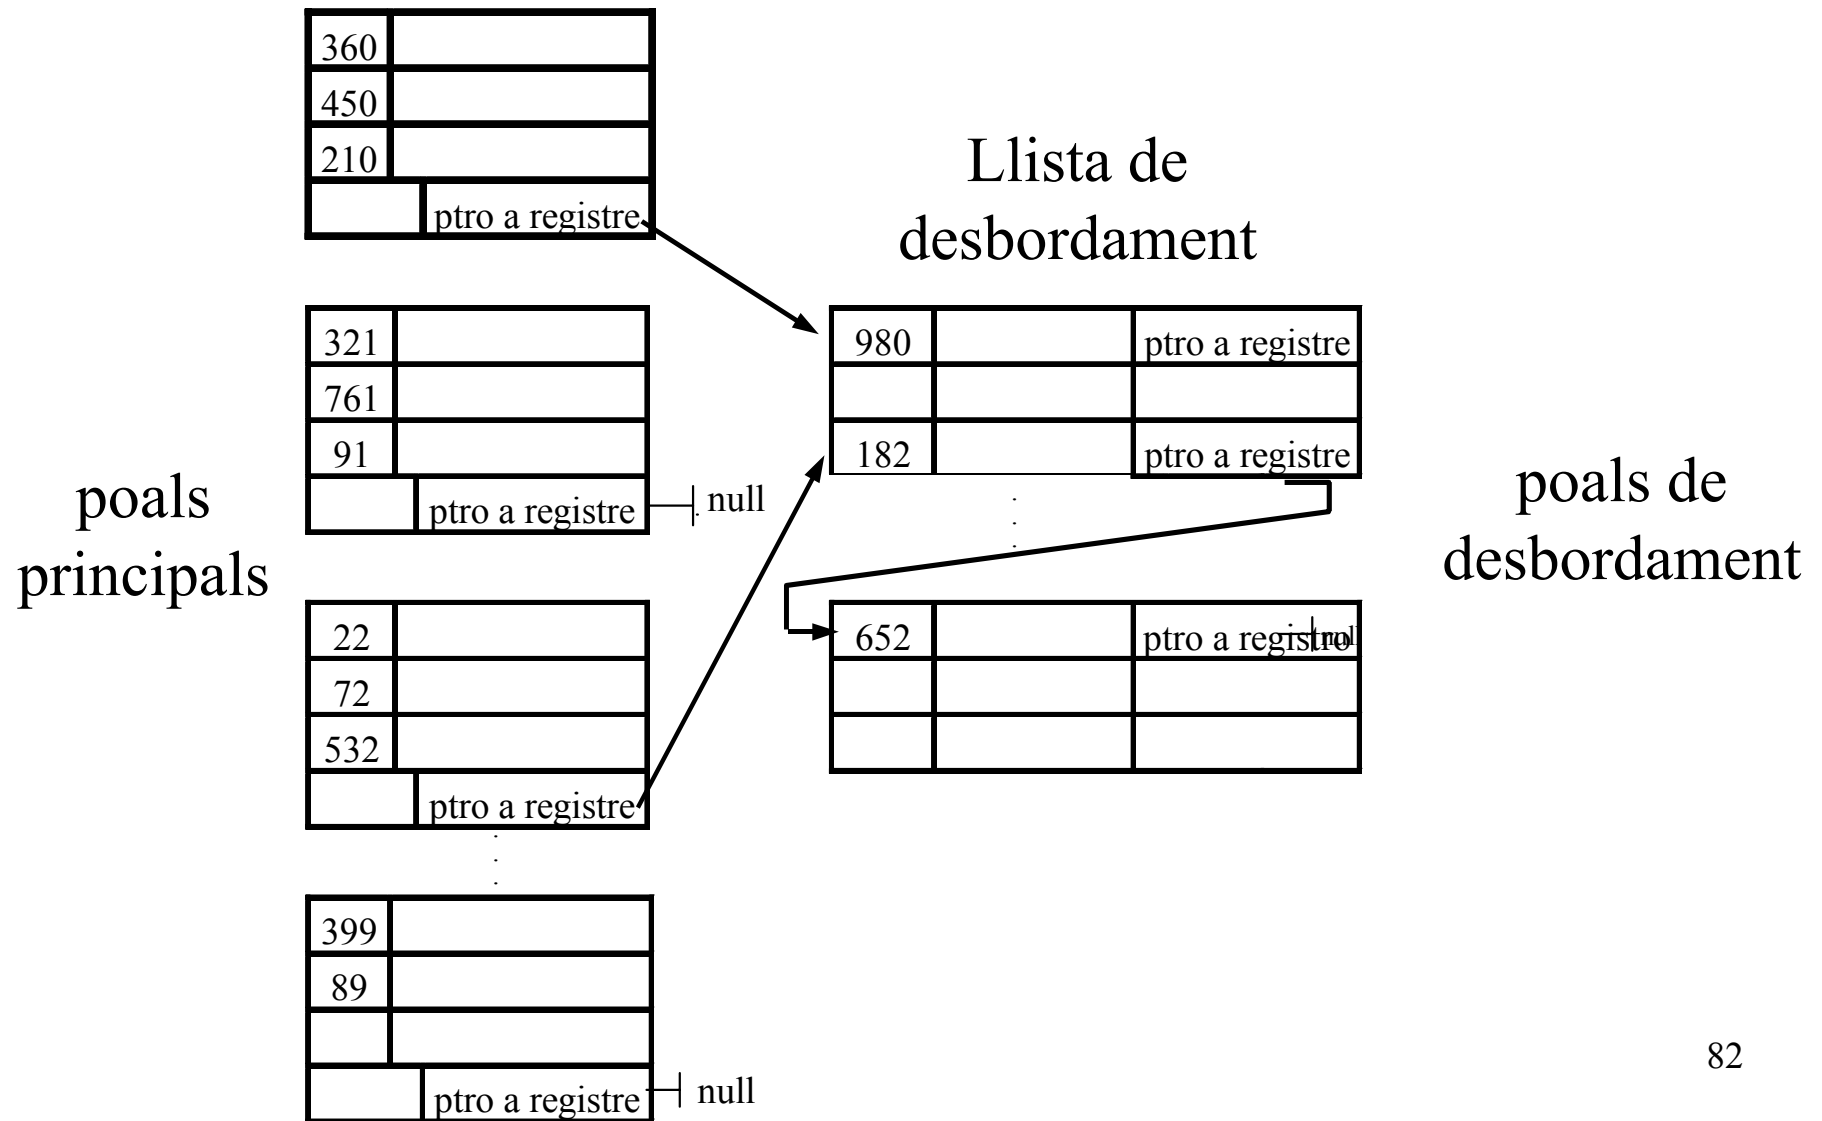 360
450
210
ptro a registre
Llista de
desbordament
321
761
91
ptro a registre
null
980
ptro a registre
182
ptro a registre
poals
principals
poals de
desbordament
22
72
532
ptro a registre
652
ptro a registro
null
399
89
ptro a registre
null
82